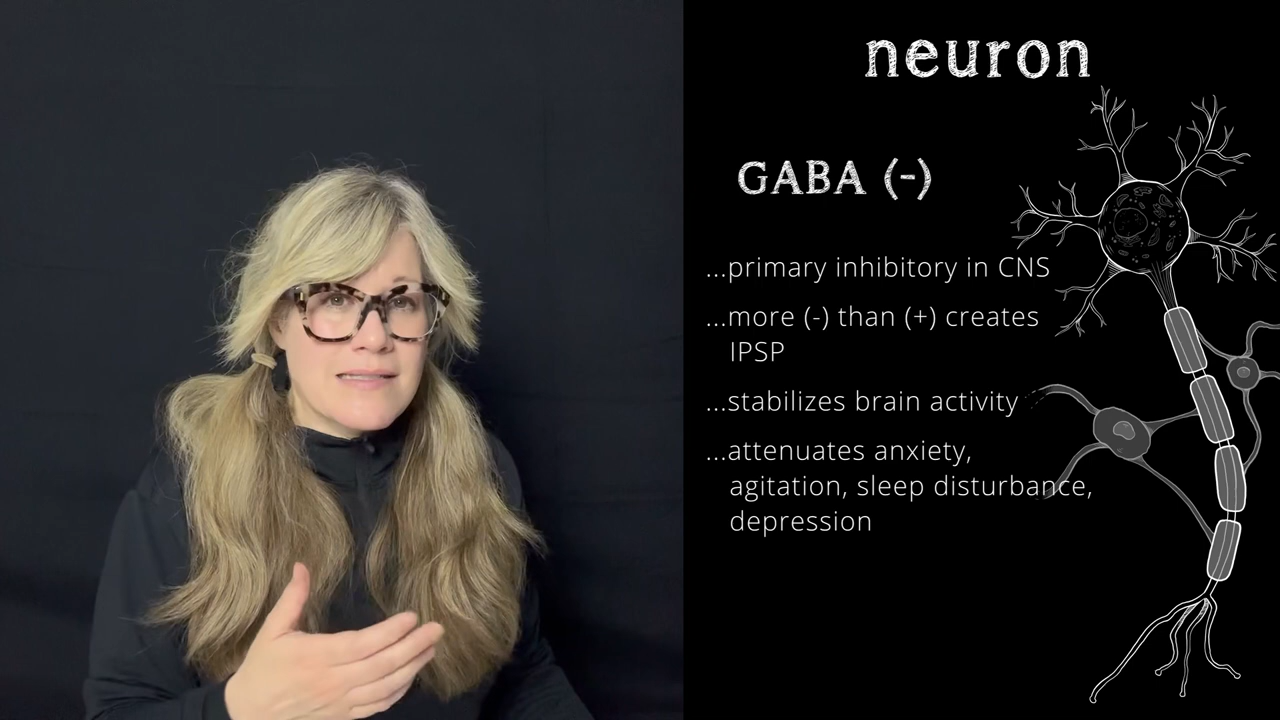 neuron
GABA (-)
...primary inhibitory in CNS
...more (-) than (+) creates
IPSP
...stabilizes brain activity
...attenuates anxiety,
agitation, sleep disturbance,
depression